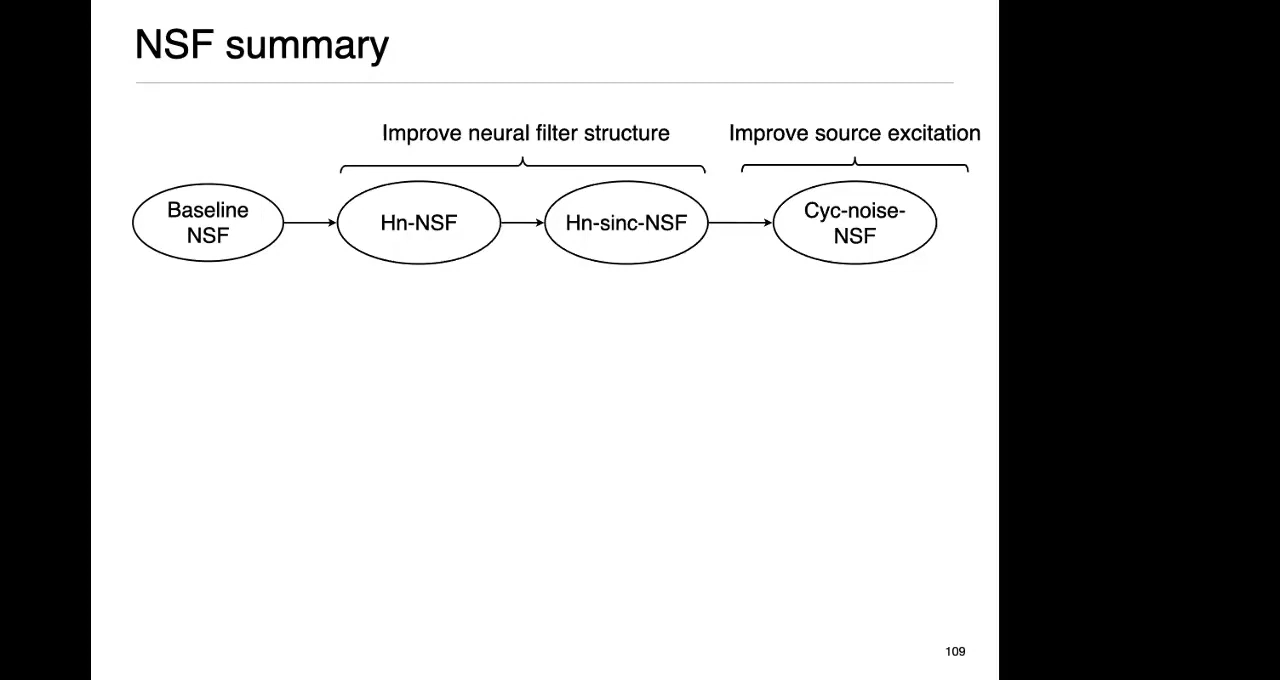 NSF summary
Improve neural filter structure
Improve source excitation
Baseline
NSF
Hn-NSF
Hn-sinc-NSF
Cyc-noise-
NSF
109